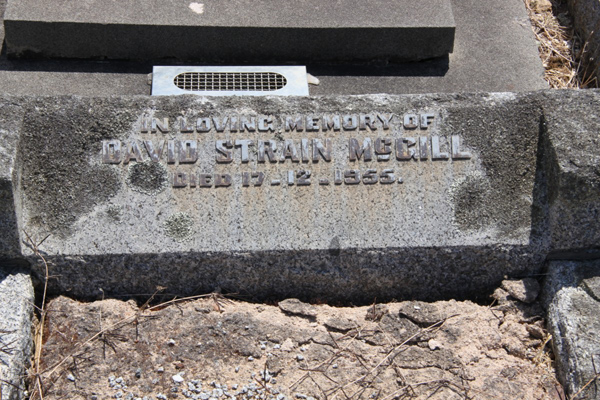 IN LOVING MEMORY OF
DAVID STRAIN McGILL
DIED 17-12-1955.